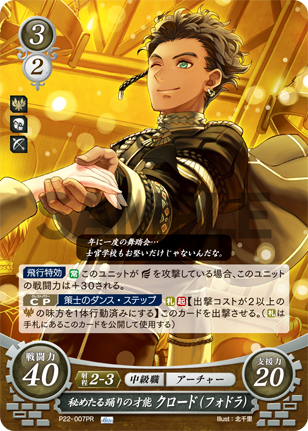 3
2
SAMPLE
年に一度の舞踏会…
士官学校もお堅いだけじゃないんだな。
飛行特効 常 このユニットが を攻撃している場合、このユニットの戦闘力は+30される。
CP 策士のダンス・ステップ 札 起 【出撃コストが2以上の の味方を1体行動済みにする】このカードを出撃させる。(札は手札にあるこのカードを公開して使用する)
戦闘力
40
射程 2-3 中級職 アーチャー
支援力
20
秘めたる踊りの才能 クロード(フォドラ)
P22-007PR
Illust:北千里